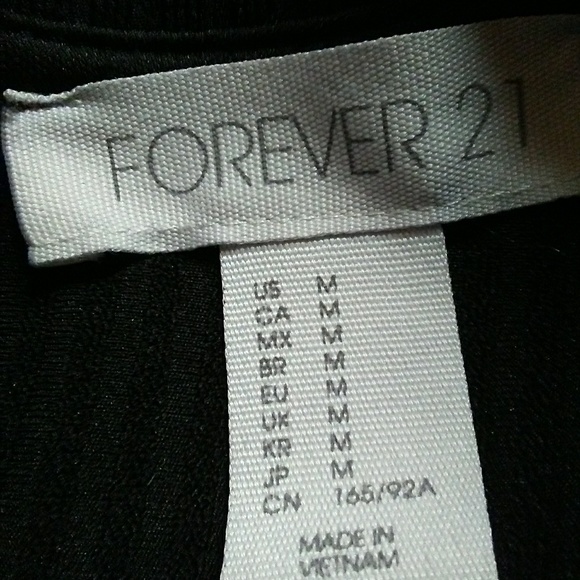 FOREVER 21
US M
CA M
MX M
BR M
EU M
UK M
KR M
JP M
CN 165/92A
MADE IN
VIETNAM